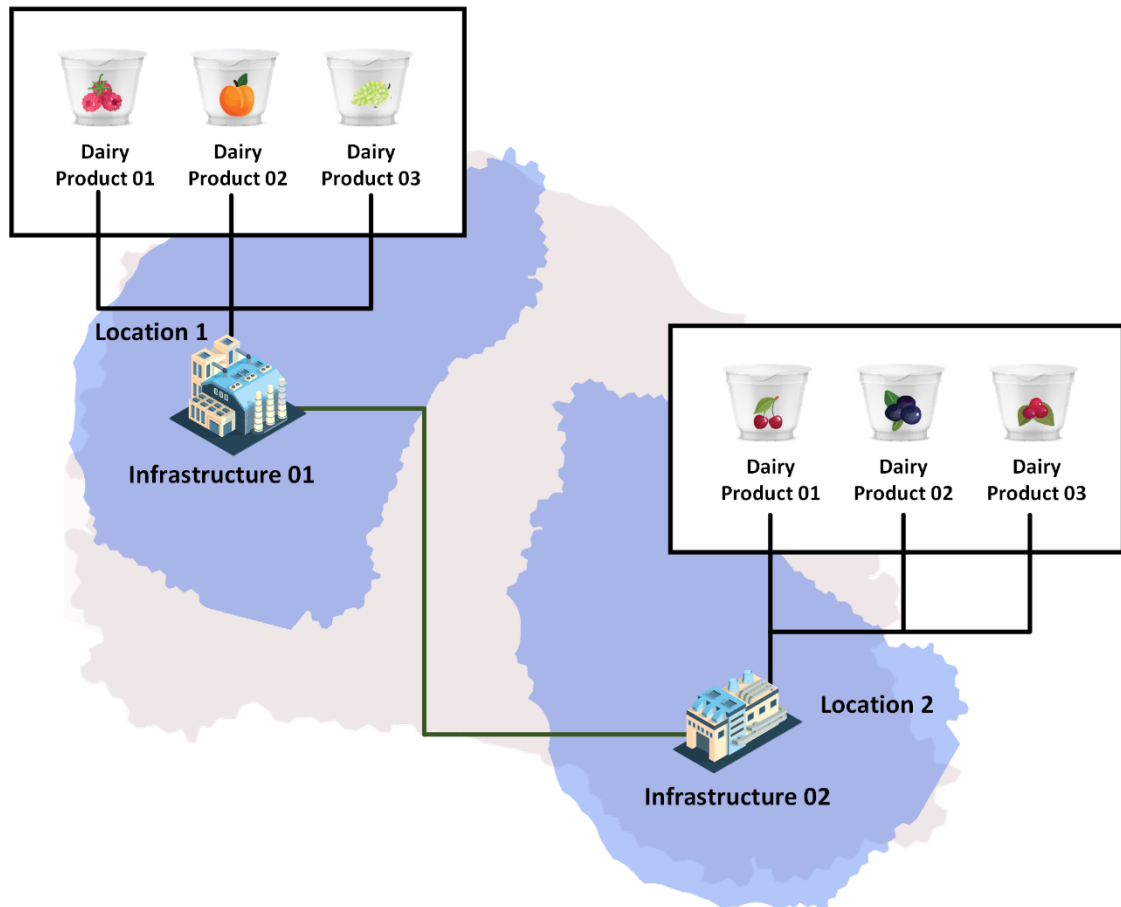 Dairy
Product 01
Dairy
Product 02
Dairy
Product 03
Location 1
Infrastructure 01
Dairy
Product 01
Dairy
Product 02
Dairy
Product 03
Location 2
Infrastructure 02